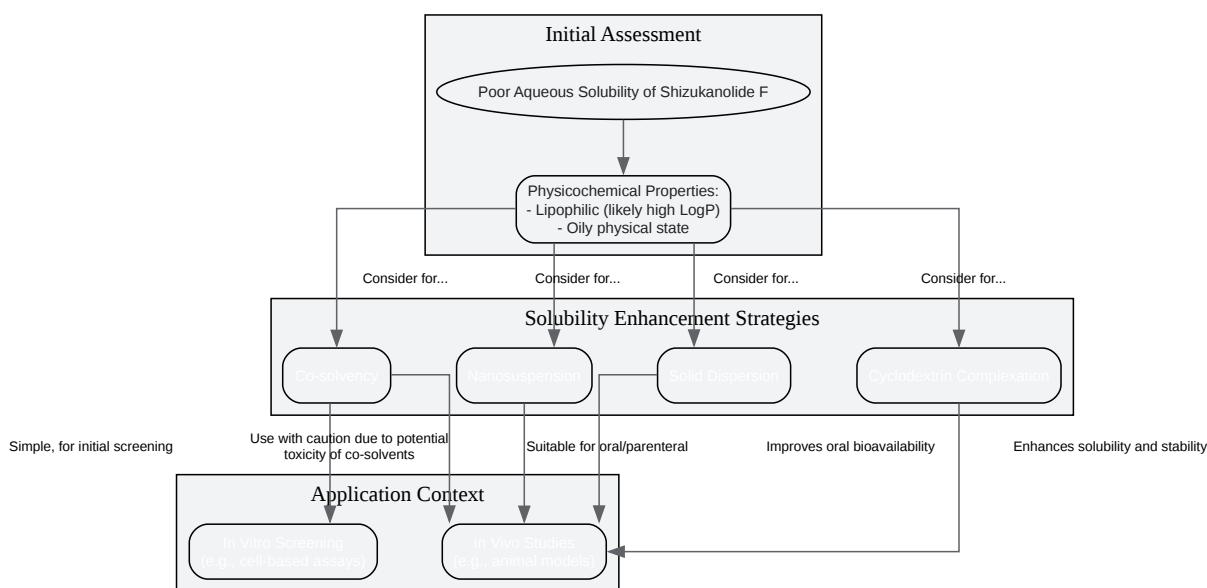 Initial Assessment
Poor Aqueous Solubility of Shizukanolide F
Physicochemical Properties:
- Lipophilic (likely high LogP)
- Oily physical state
Consider for...
Consider for...
Consider for...
Consider for...
Solubility Enhancement Strategies
Co-solvency
Nanosuspension
Solid Dispersion
Cyclodextrin Complexation
Simple, for initial screening
Use with caution due to potential
toxicity of co-solvents
Suitable for oral/parenteral
Improves oral bioavailability
Enhances solubility and stability
Application Context
In Vitro Screening
(e.g., cell-based assays)
In Vivo Studies
(e.g., animal models)